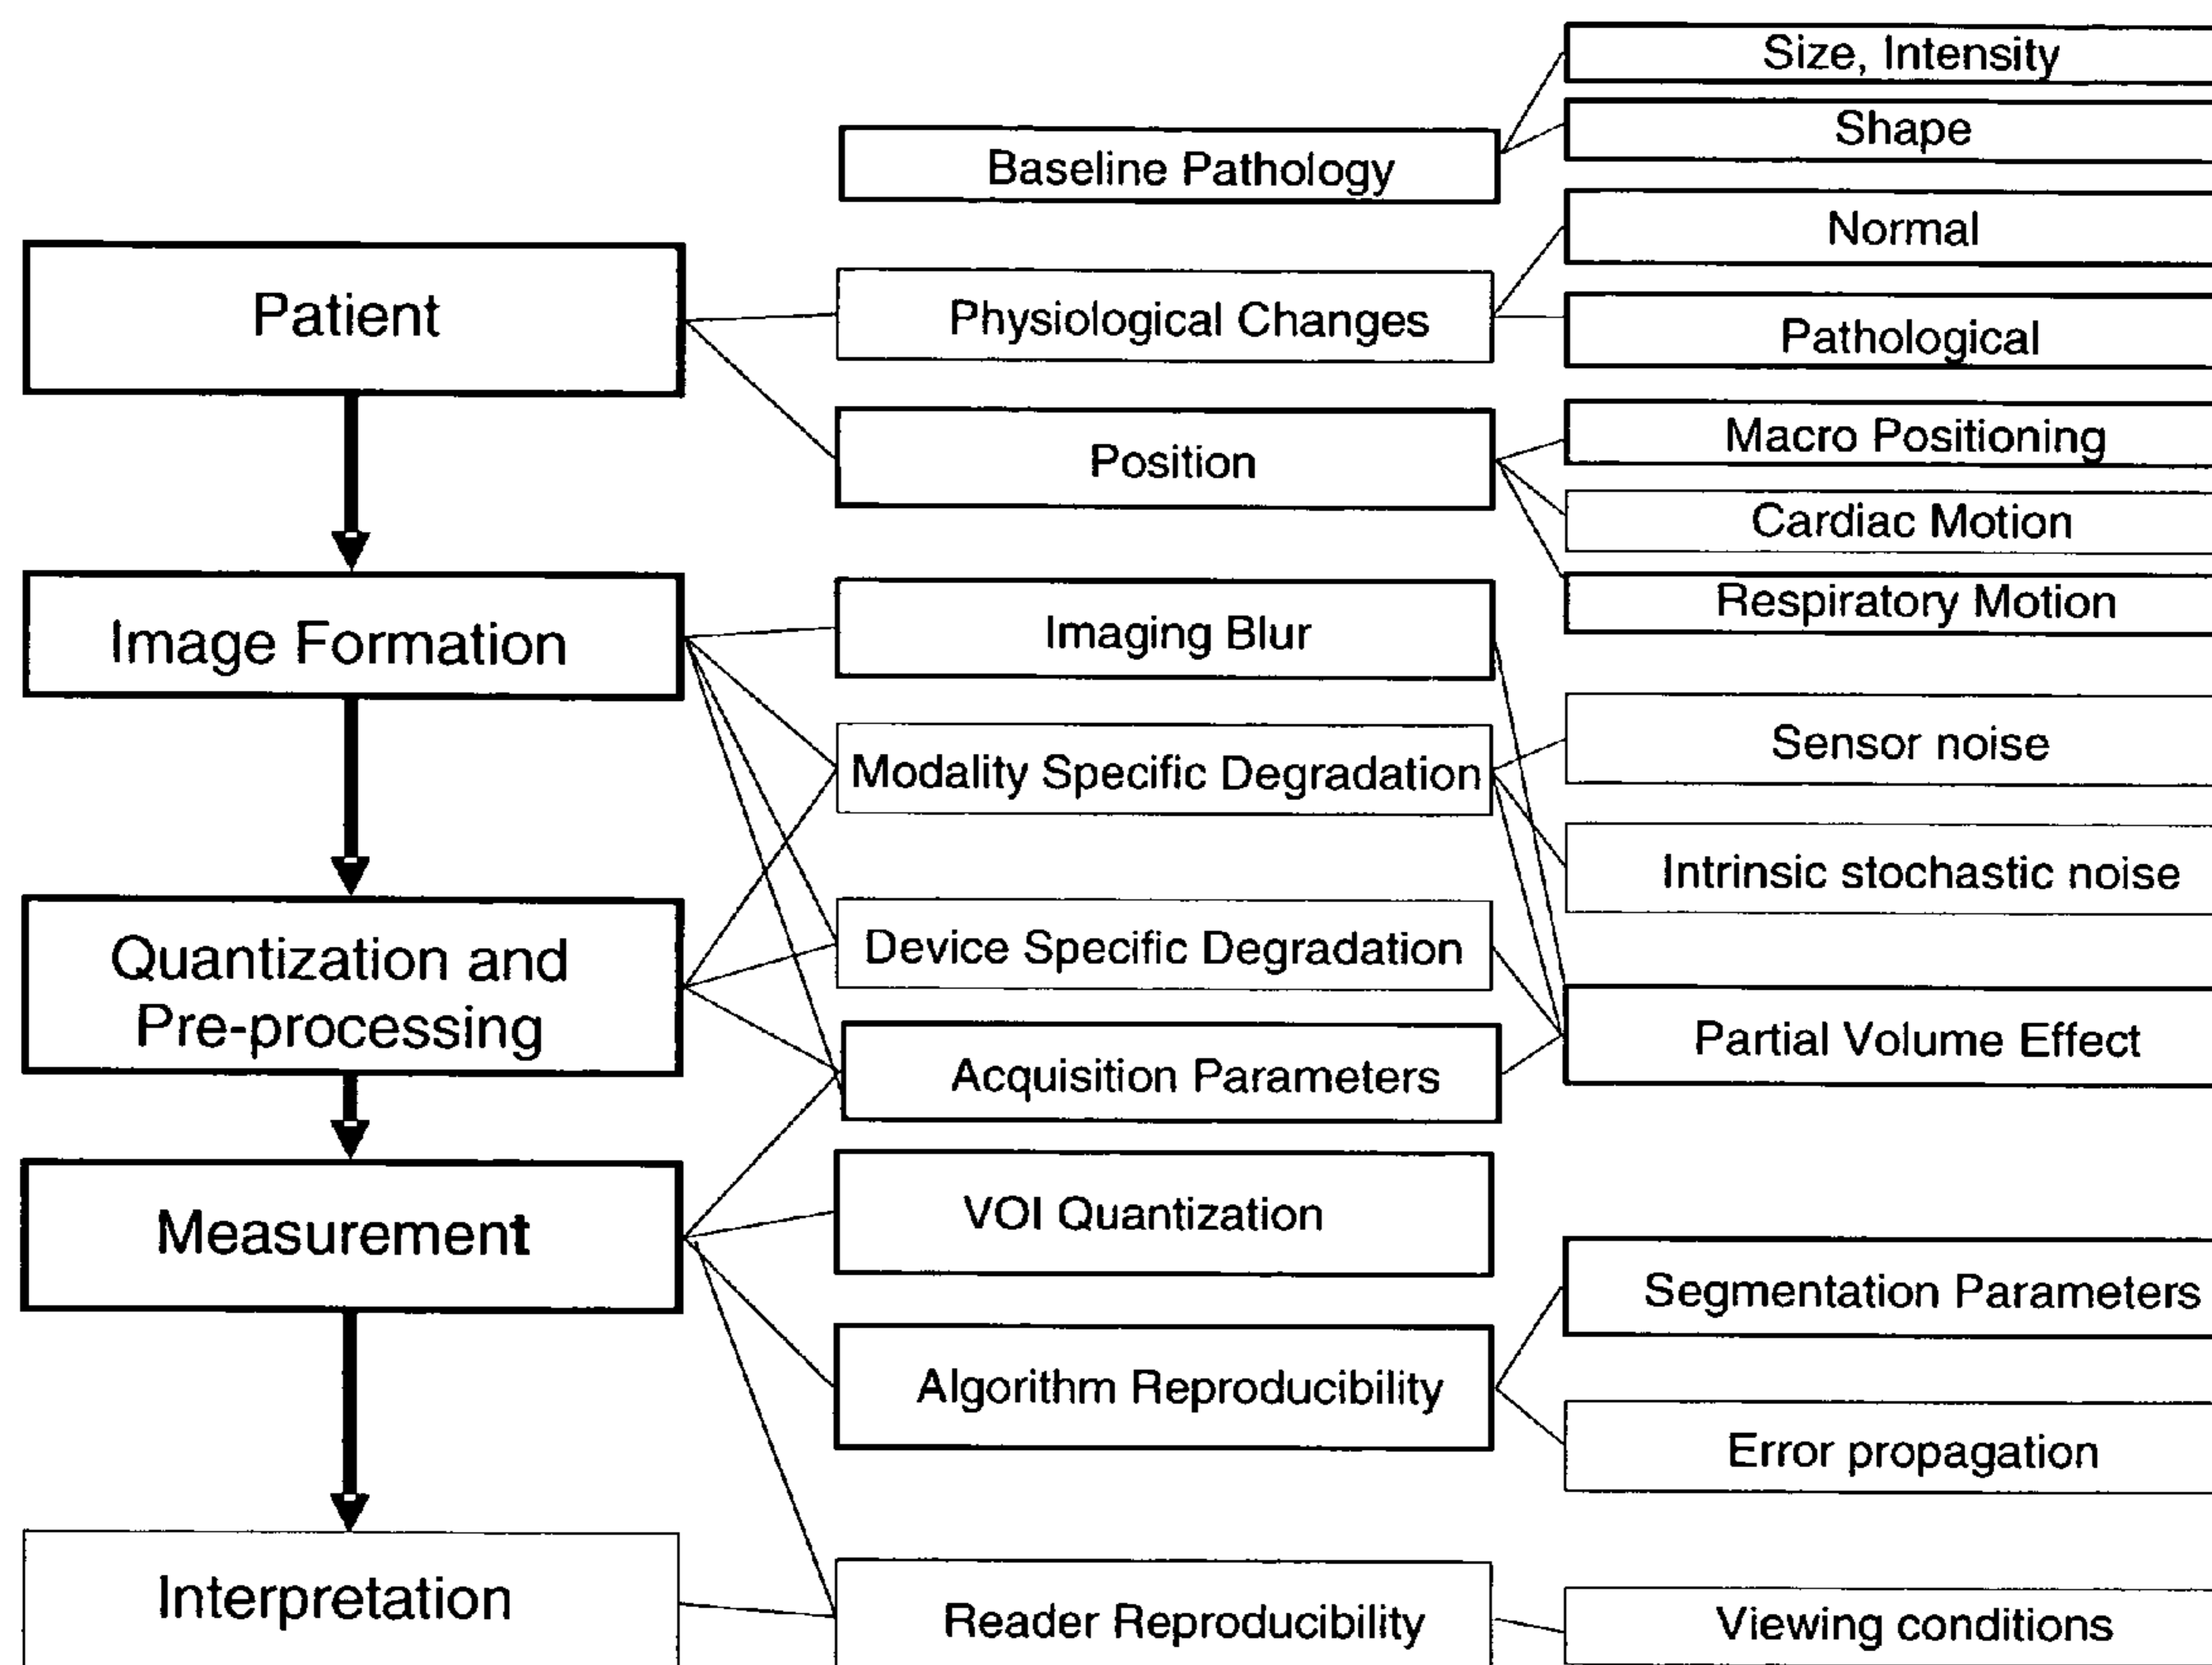 Patient
Image Formation
Quantization and
Pre-processing
Measurement
Interpretation
Baseline Pathology
Physiological Changes
Position
Imaging Blur
Modality Specific Degradation
Device Specific Degradation
Acquisition Parameters
VOI Quantization
Algorithm Reproducibility
Reader Reproducibility
Size, Intensity
Shape
Normal
Pathological
Macro Positioning
Cardiac Motion
Respiratory Motion
Sensor noise
Intrinsic stochastic noise
Partial Volume Effect
Segmentation Parameters
Error propagation
Viewing conditions